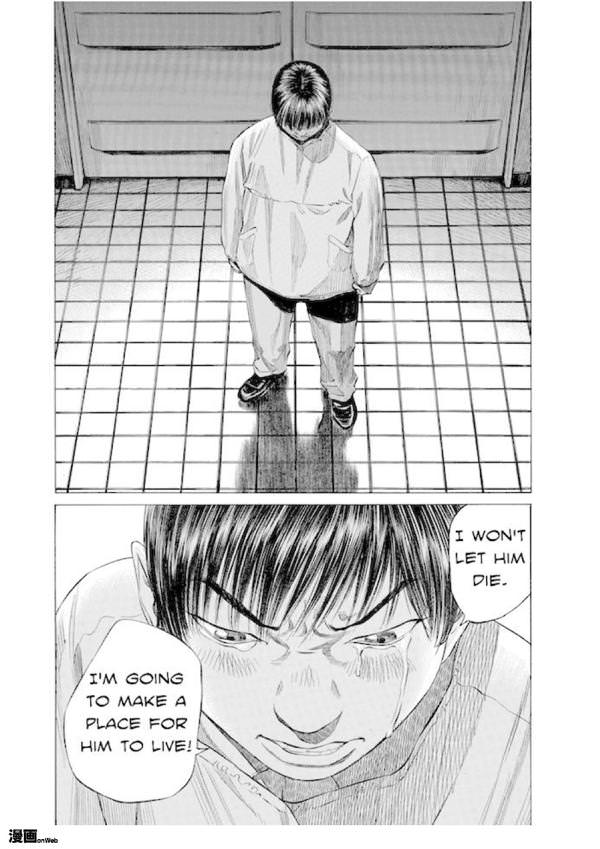 I WON'T
LET HIM
DIE.
I'M GOING
TO MAKE A
PLACE FOR
HIM TO LIVE!
漫画onWeb